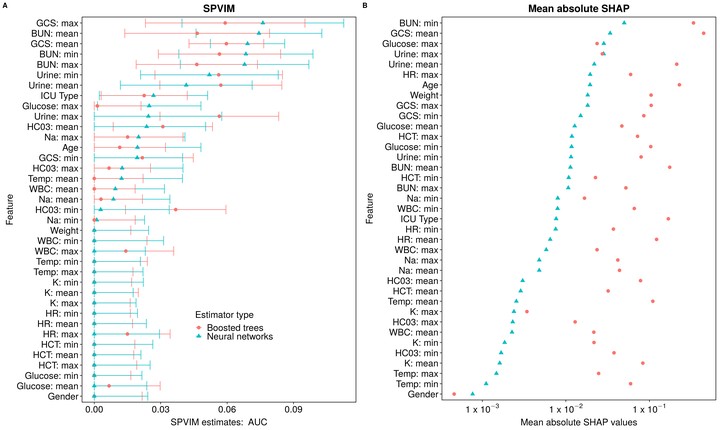 A
SPVIM
GCS: max
BUN: mean
GCS: mean
BUN: min
BUN: max
Urine: min
Urine: mean
ICU Type
Glucose: max
Urine: max
HC03: mean
Na: max
Age
GCS: min
HC03: max
Temp: mean
WBC: mean
Na: mean
HC03: min
Na: min
Weight
WBC: min
WBC: max
Temp: min
Temp: max
K: min
K: mean
K: max
HR: min
HR: mean
HR: max
HCT: min
HCT: mean
HCT: max
Glucose: min
Glucose: mean
Gender
Feature
Estimator type
Boosted trees
Neural networks
0.00 0.03 0.06 0.09
SPVIM estimates: AUC
B
Mean absolute SHAP
BUN: min
GCS: mean
Glucose: max
Urine: max
Urine: mean
HR: max
Age
Weight
GCS: max
GCS: min
Glucose: mean
HCT: max
Glucose: min
Urine: min
BUN: mean
HCT: min
BUN: max
Na: min
WBC: min
ICU Type
HR: min
HR: mean
WBC: max
Na: max
Na: mean
HC03: mean
HCT: mean
Temp: mean
K: max
HC03: max
WBC: mean
K: min
HC03: min
K: mean
Temp: max
Temp: min
Gender
Feature
1 x 10⁻³ 1 x 10⁻² 1 x 10⁻¹
Mean absolute SHAP values